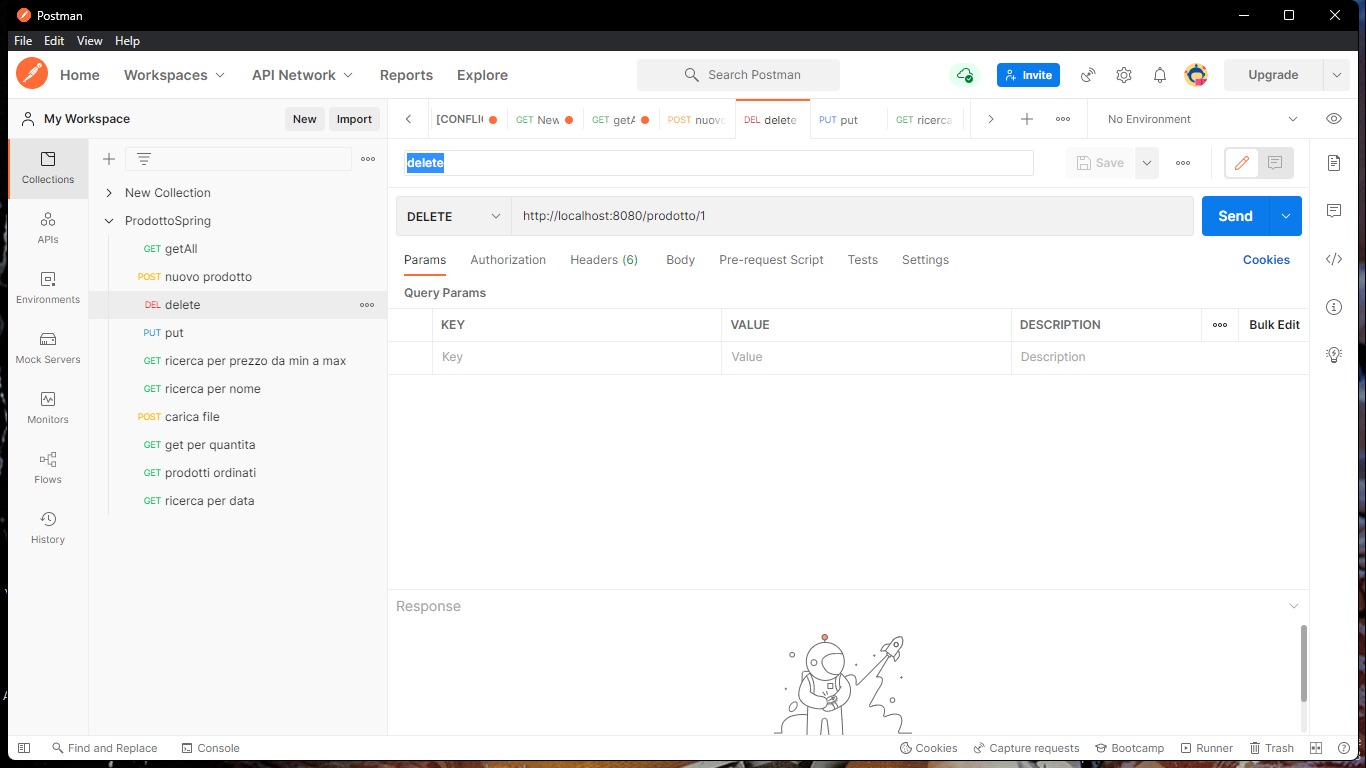 Postman
File Edit View Help
Home Workspaces API Network Reports Explore Search Postman Invite Upgrade
My Workspace New Import
[CONFLIC GET New GET getA POST nuovo DEL delete PUT put GET ricerca No Environment
Collections
APIs
Environments
Mock Servers
Monitors
Flows
History
New Collection
ProdottoSpring
GET getAll
POST nuovo prodotto
DEL delete
PUT put
GET ricerca per prezzo da min a max
GET ricerca per nome
POST carica file
GET get per quantita
GET prodotti ordinati
GET ricerca per data
delete Save
DELETE http://localhost:8080/prodotto/1 Send
Params Authorization Headers (6) Body Pre-request Script Tests Settings Cookies
Query Params
KEY VALUE DESCRIPTION Bulk Edit
Key Value Description
Response
Find and Replace Console Cookies Capture requests Bootcamp Runner Trash